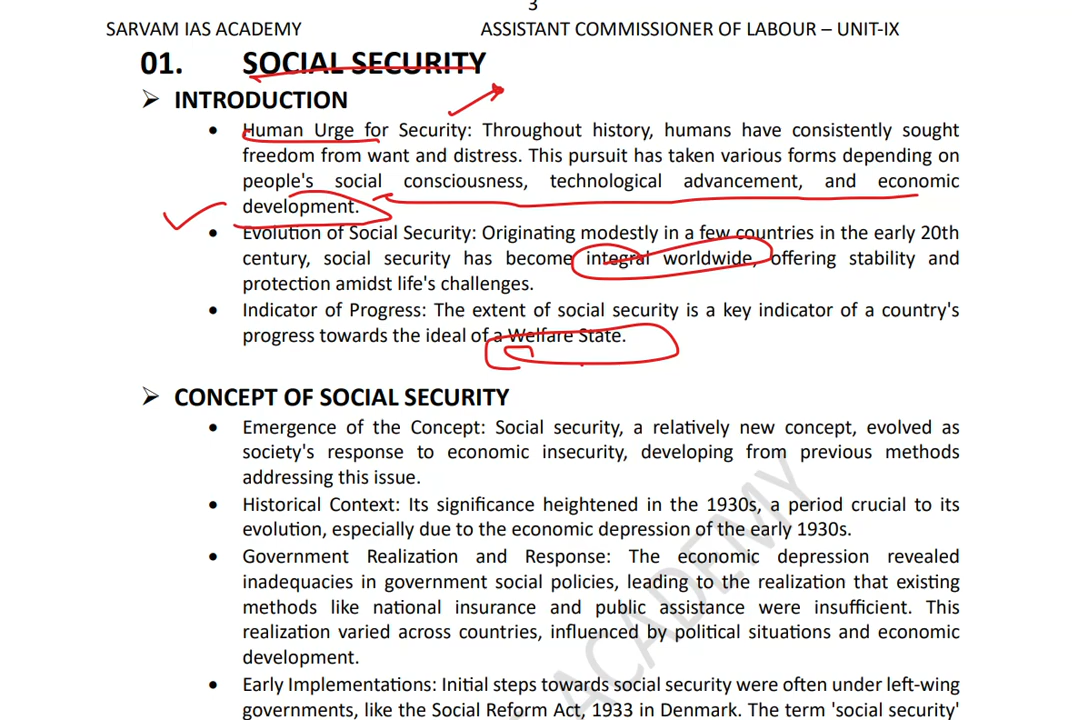 3
SARVAM IAS ACADEMY ASSISTANT COMMISSIONER OF LABOUR – UNIT-IX
01. SOCIAL SECURITY
➢ INTRODUCTION
• Human Urge for Security: Throughout history, humans have consistently sought
freedom from want and distress. This pursuit has taken various forms depending on
people's social consciousness, technological advancement, and economic
development.
• Evolution of Social Security: Originating modestly in a few countries in the early 20th
century, social security has become integral worldwide, offering stability and
protection amidst life's challenges.
• Indicator of Progress: The extent of social security is a key indicator of a country's
progress towards the ideal of a Welfare State.
➢ CONCEPT OF SOCIAL SECURITY
• Emergence of the Concept: Social security, a relatively new concept, evolved as
society's response to economic insecurity, developing from previous methods
addressing this issue.
• Historical Context: Its significance heightened in the 1930s, a period crucial to its
evolution, especially due to the economic depression of the early 1930s.
• Government Realization and Response: The economic depression revealed
inadequacies in government social policies, leading to the realization that existing
methods like national insurance and public assistance were insufficient. This
realization varied across countries, influenced by political situations and economic
development.
• Early Implementations: Initial steps towards social security were often under left-wing
governments, like the Social Reform Act, 1933 in Denmark. The term 'social security'
ACADEMY